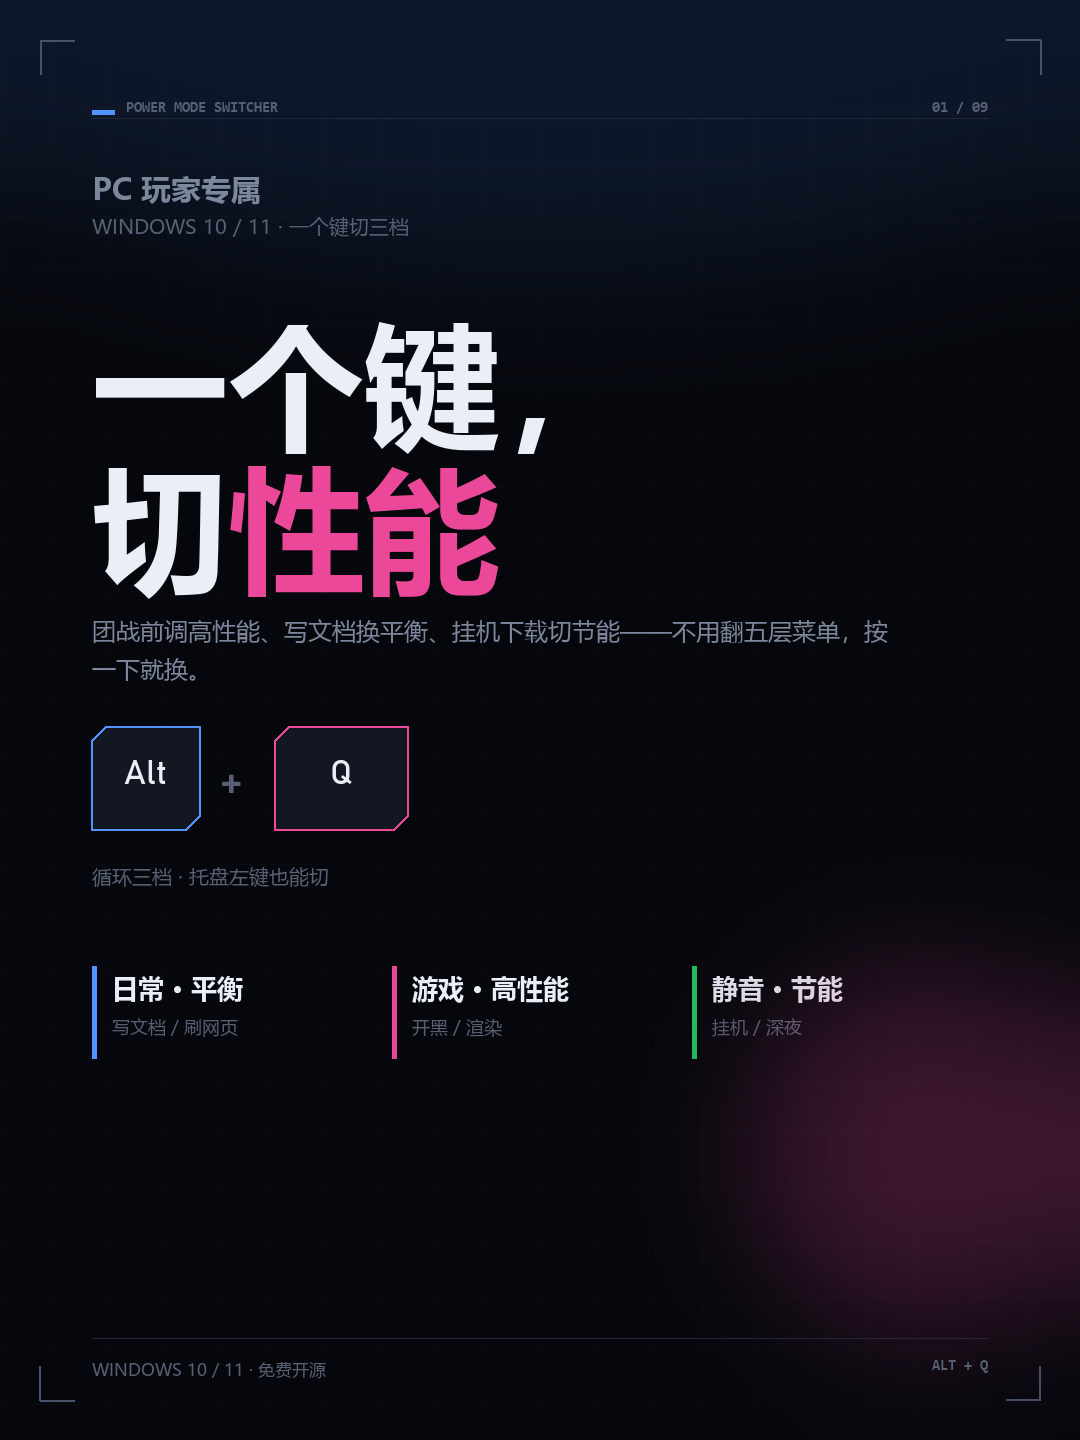 POWER MODE SWITCHER
01 / 09
PC 玩家专属
WINDOWS 10 / 11 · 一个键切三档
一个键，
切性能
团战前调高性能、写文档换平衡、挂机下载切节能——不用翻五层菜单，按
一下就换。
Alt + Q
循环三档 · 托盘左键也能切
日常・平衡
写文档 / 刷网页
游戏・高性能
开黑 / 渲染
静音・节能
挂机 / 深夜
WINDOWS 10 / 11 · 免费开源
ALT + Q